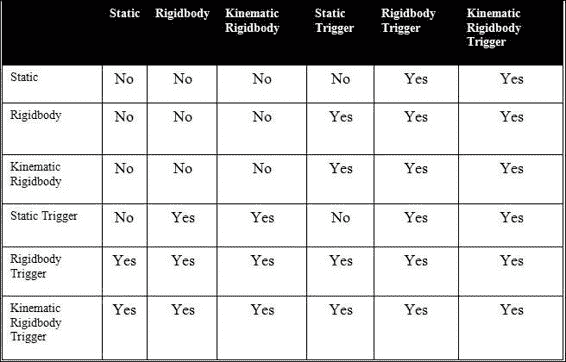 Static Rigidbody Kinematic Rigidbody Static Trigger Rigidbody Trigger Kinematic Rigidbody Trigger
Static No No No No Yes Yes
Rigidbody No No No Yes Yes Yes
Kinematic Rigidbody No No No Yes Yes Yes
Static Trigger No Yes Yes No Yes Yes
Rigidbody Trigger Yes Yes Yes Yes Yes Yes
Kinematic Rigidbody Trigger Yes Yes Yes Yes Yes Yes